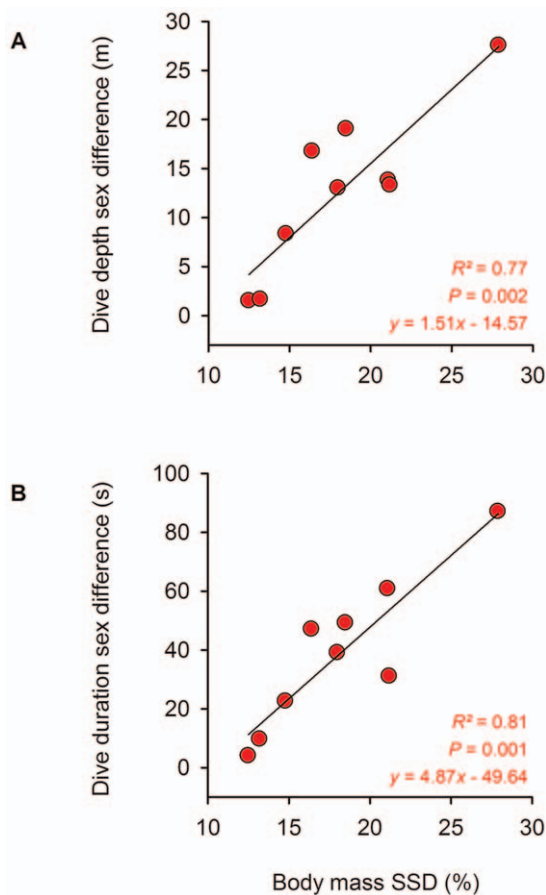 A
Dive depth sex difference (m)
30
25
20
15
10
5
0
R² = 0.77
P = 0.002
y = 1.51x - 14.57
10 15 20 25 30
B
Dive duration sex difference (s)
100
80
60
40
20
0
R² = 0.81
P = 0.001
y = 4.87x - 49.64
10 15 20 25 30
Body mass SSD (%)